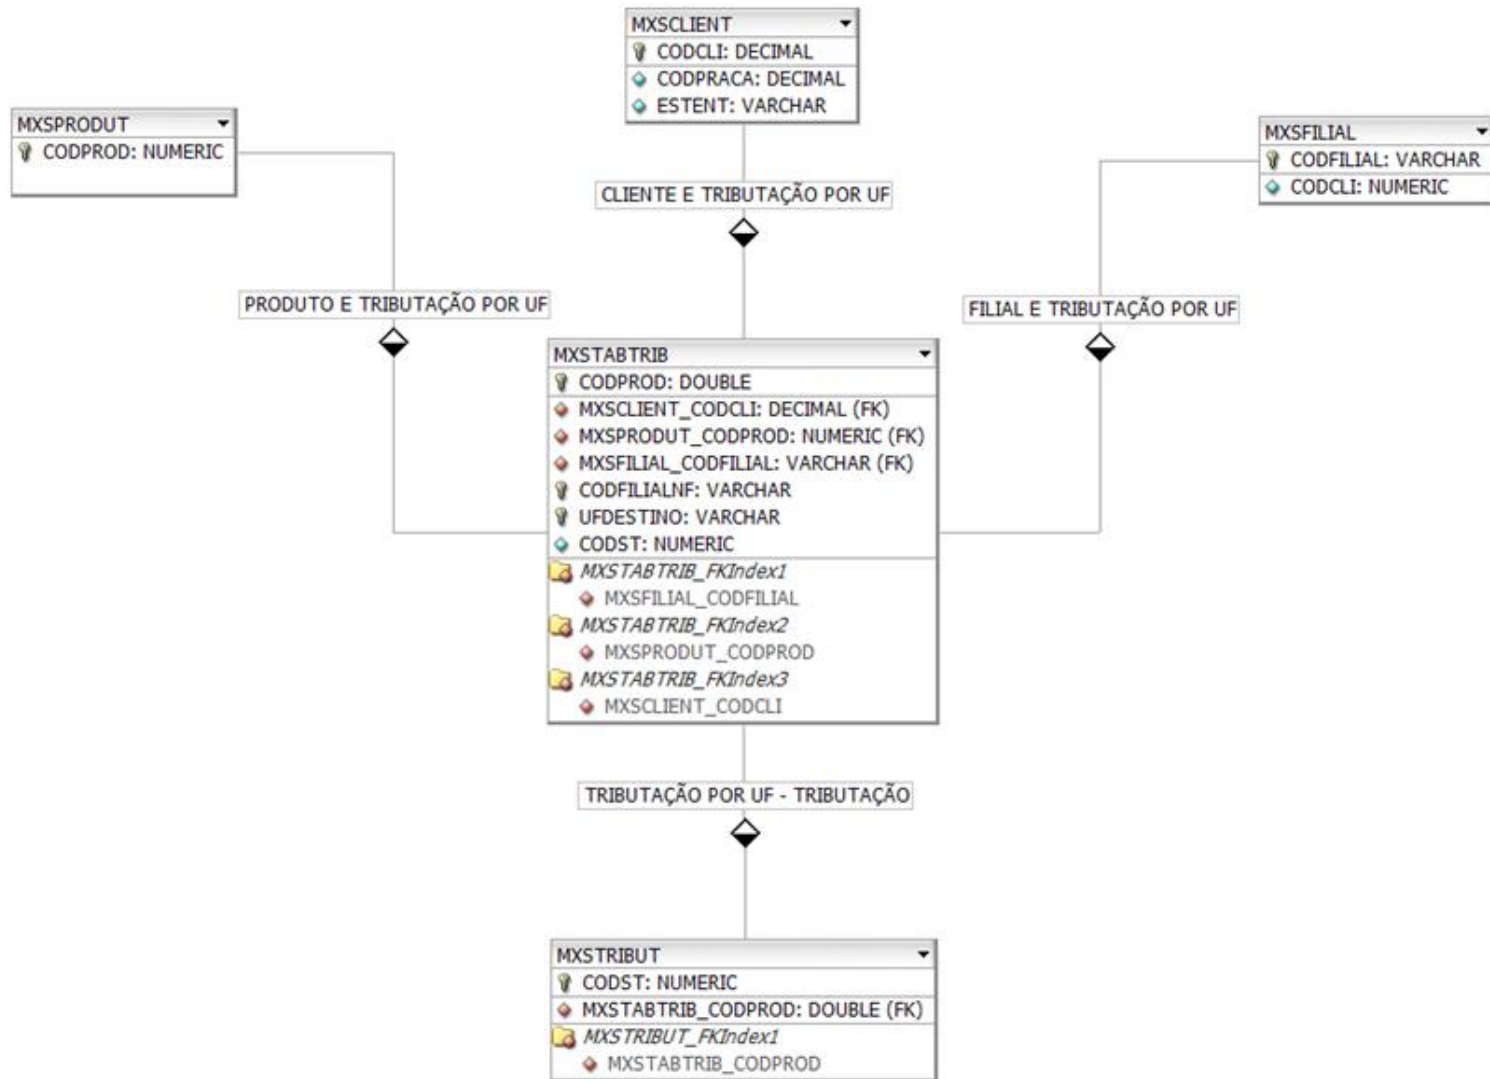 MXSCLIENT
CODCLI: DECIMAL
CODPRACA: DECIMAL
ESTENT: VARCHAR
MXSPRODUT
CODPROD: NUMERIC
MXSFILIAL
CODFILIAL: VARCHAR
CODCLI: NUMERIC
CLIENTE E TRIBUTAÇÃO POR UF
PRODUTO E TRIBUTAÇÃO POR UF
FILIAL E TRIBUTAÇÃO POR UF
MXSTABTRIB
CODPROD: DOUBLE
MXSCLIENT_CODCLI: DECIMAL (FK)
MXSPRODUT_CODPROD: NUMERIC (FK)
MXSFILIAL_CODFILIAL: VARCHAR (FK)
CODFILIALNF: VARCHAR
UFDESTINO: VARCHAR
CODST: NUMERIC
MXSTABTRIB_FKIndex1
MXSFILIAL_CODFILIAL
MXSTABTRIB_FKIndex2
MXSPRODUT_CODPROD
MXSTABTRIB_FKIndex3
MXSCLIENT_CODCLI
TRIBUTAÇÃO POR UF - TRIBUTAÇÃO
MXSTRIBUT
CODST: NUMERIC
MXSTABTRIB_CODPROD: DOUBLE (FK)
MXSTRIBUT_FKIndex1
MXSTABTRIB_CODPROD